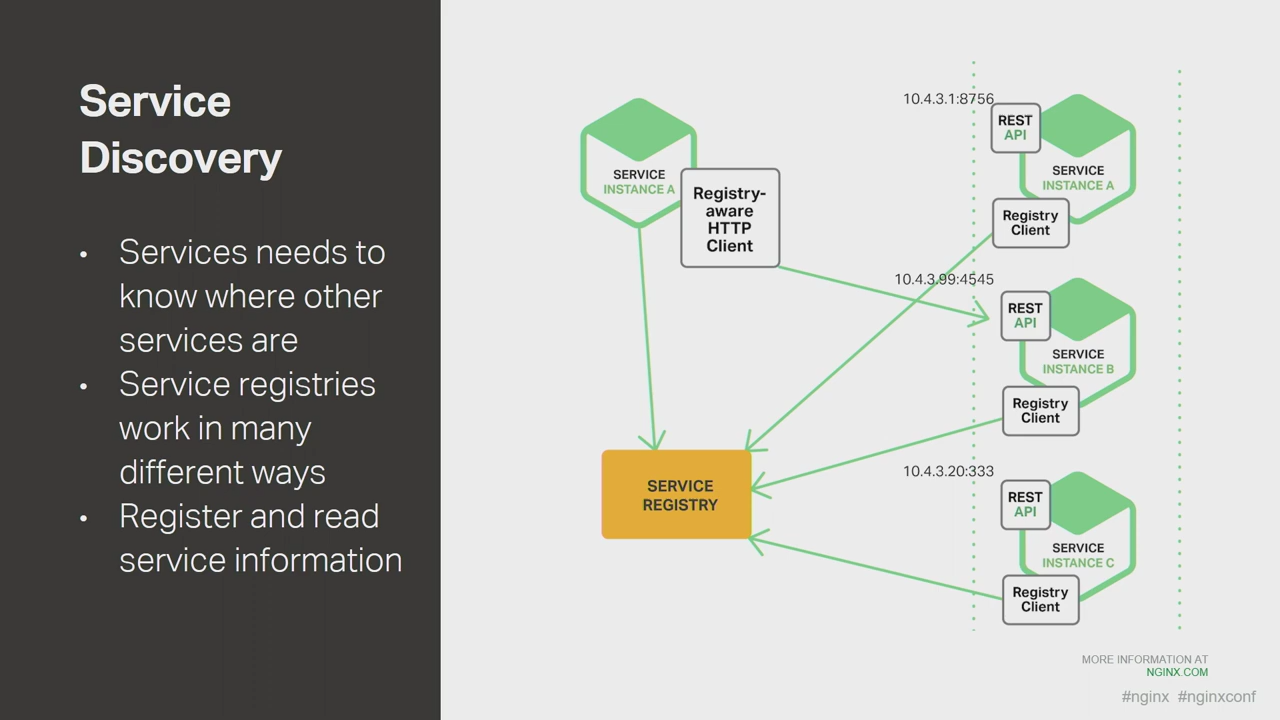 Service
Discovery
• Services needs to
know where other
services are
• Service registries
work in many
different ways
• Register and read
service information
SERVICE
INSTANCE A
Registry-
aware
HTTP
Client
SERVICE
REGISTRY
10.4.3.1:8756
REST
API
SERVICE
INSTANCE A
Registry
Client
10.4.3.99:4545
REST
API
SERVICE
INSTANCE B
Registry
Client
10.4.3.20:333
REST
API
SERVICE
INSTANCE C
Registry
Client
MORE INFORMATION AT
NGINX.COM
#nginx #nginxconf